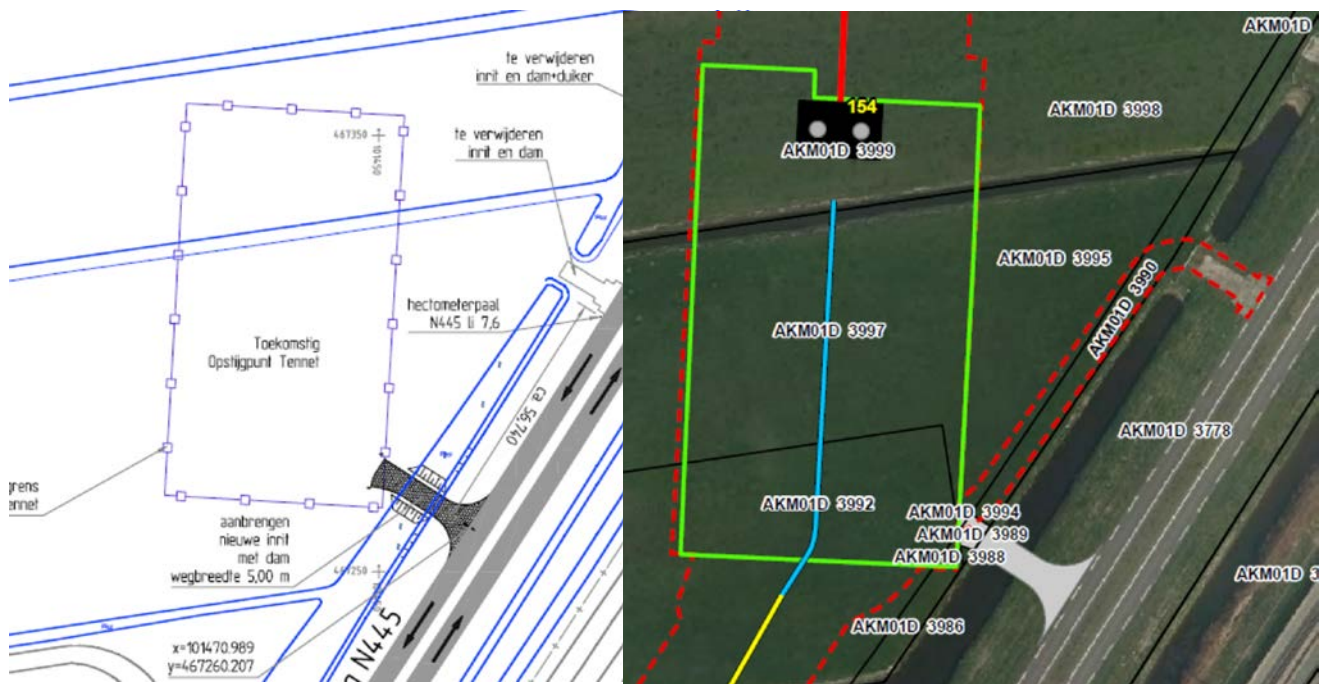 te verwijderen
inrit en dam+duiker
te verwijderen
inrit en dam
467350
101450
hectometerpaal
N445 li 7,6
Toekomstig
Opstijgpunt Tennet
ca 56,740
grens
ennet
aanbrengen
nieuwe inrit
met dam
wegbreedte 5,00 m
467250
x=101470.989
y=467260.207
N445
AKM01D
154
AKM01D 3998
AKM01D 3999
AKM01D 3995
AKM01D 3990
AKM01D 3997
AKM01D 3778
AKM01D 3992
AKM01D 3994
AKM01D 3989
AKM01D 3988
AKM01D 3
AKM01D 3986